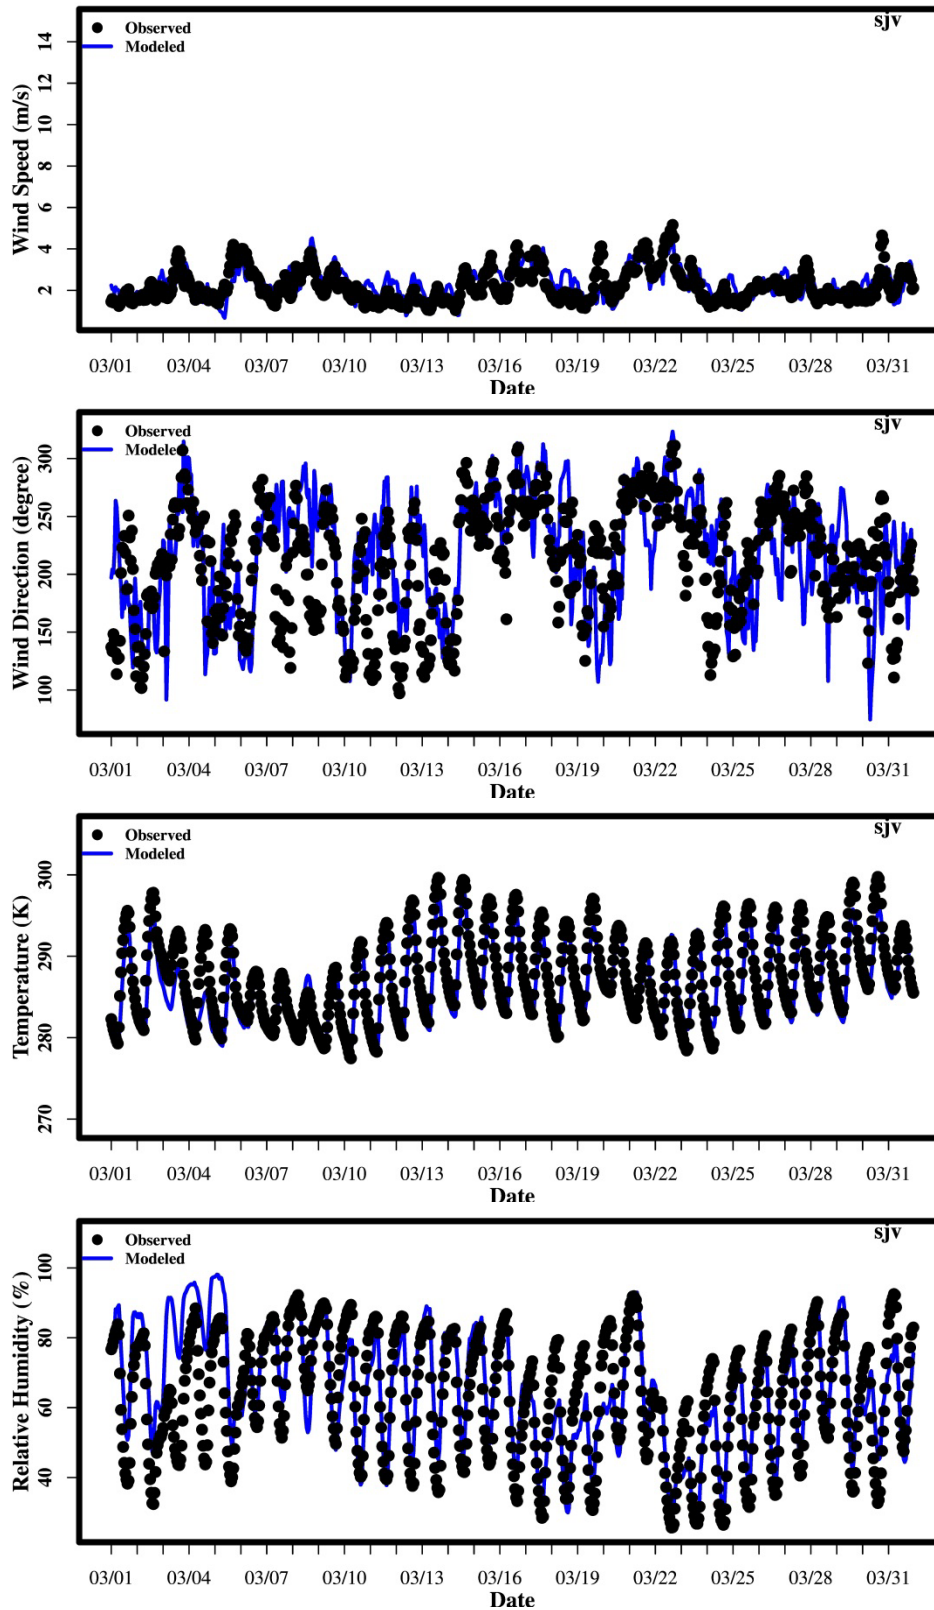 sjv
Observed
Modeled
Wind Speed (m/s)
14
12
10
8
6
4
2
03/01 03/04 03/07 03/10 03/13 03/16 03/19 03/22 03/25 03/28 03/31
Date
sjv
Observed
Modeled
Wind Direction (degree)
300
250
200
150
100
03/01 03/04 03/07 03/10 03/13 03/16 03/19 03/22 03/25 03/28 03/31
Date
sjv
Observed
Modeled
Temperature (K)
300
290
280
270
03/01 03/04 03/07 03/10 03/13 03/16 03/19 03/22 03/25 03/28 03/31
Date
sjv
Observed
Modeled
Relative Humidity (%)
100
80
60
40
03/01 03/04 03/07 03/10 03/13 03/16 03/19 03/22 03/25 03/28 03/31
Date